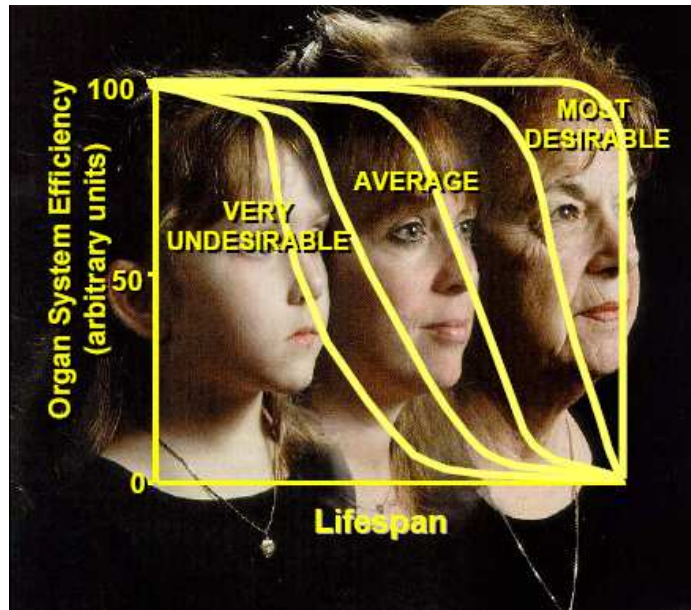 Organ System Efficiency
(arbitrary units)
100
50
0
MOST
DESIRABLE
AVERAGE
VERY
UNDESIRABLE
Lifespan